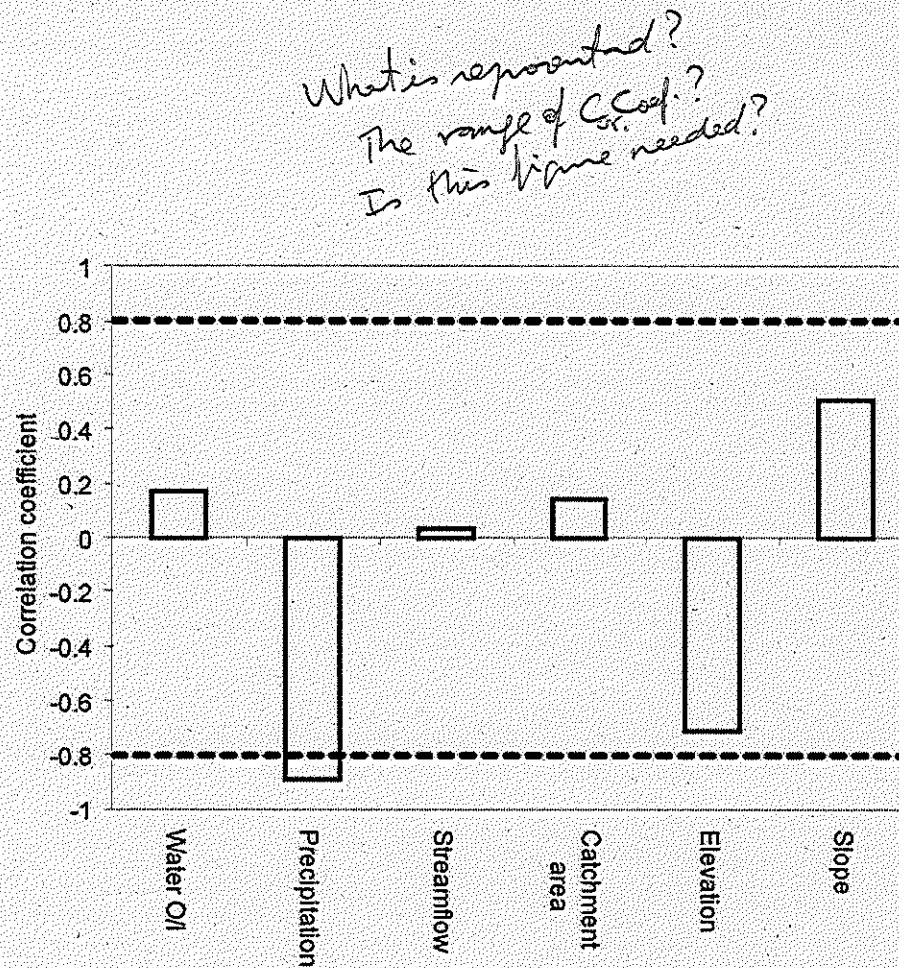 What is represented?
The range of Cor. Coef.?
Is this figure needed?
1
0.8
0.6
0.4
0.2
0
-0.2
-0.4
-0.6
-0.8
-1
Correlation coefficient
Water O/I
Precipitation
Streamflow
Catchment
area
Elevation
Slope